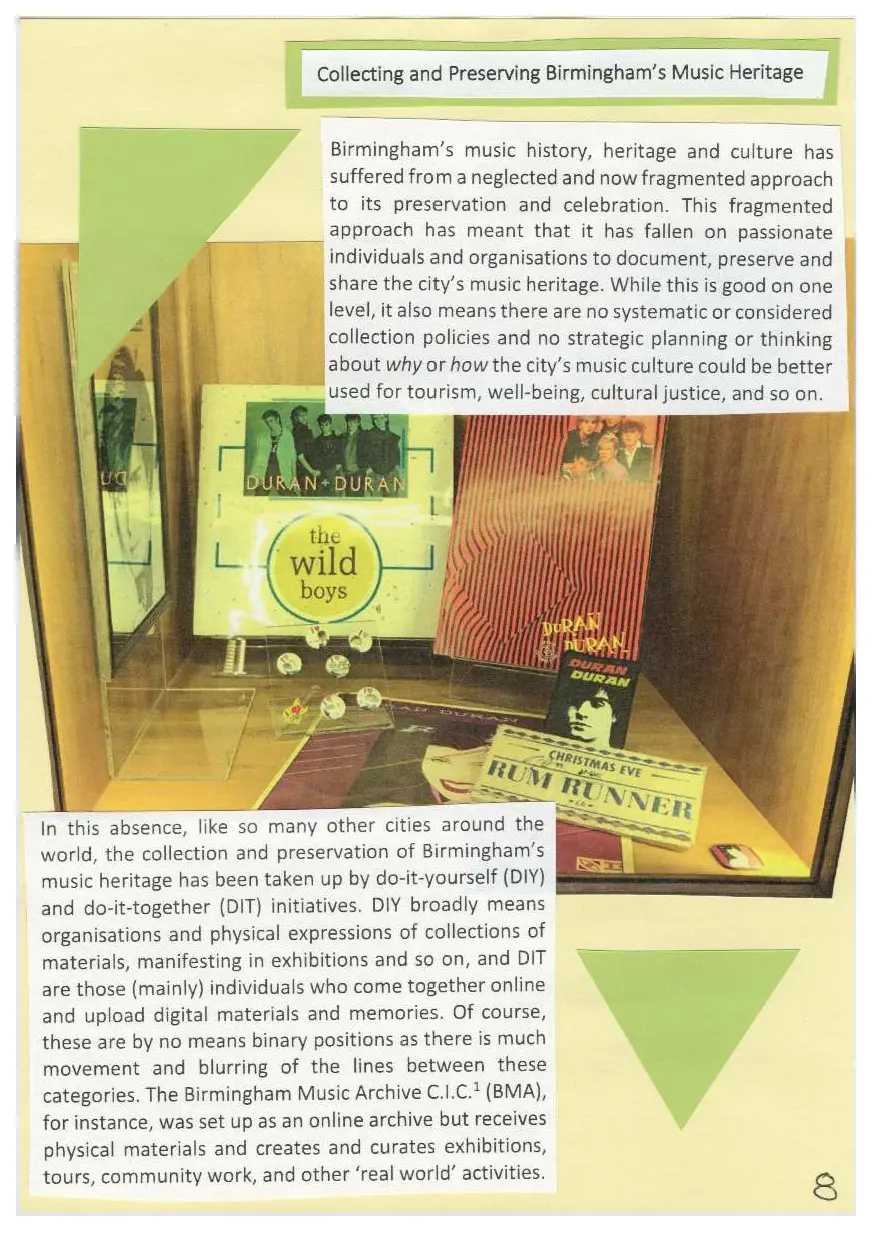 Collecting and Preserving Birmingham's Music Heritage
Birmingham's music history, heritage and culture has
suffered from a neglected and now fragmented approach
to its preservation and celebration. This fragmented
approach has meant that it has fallen on passionate
individuals and organisations to document, preserve and
share the city's music heritage. While this is good on one
level, it also means there are no systematic or considered
collection policies and no strategic planning or thinking
about why or how the city's music culture could be better
used for tourism, well-being, cultural justice, and so on.
DURAN+DURAN
the
wild
boys
DURAN
DURAN
DURAN
DURAN
DURAN DURAN
CHRISTMAS EVE
RUM RUNNER
In this absence, like so many other cities around the
world, the collection and preservation of Birmingham's
music heritage has been taken up by do-it-yourself (DIY)
and do-it-together (DIT) initiatives. DIY broadly means
organisations and physical expressions of collections of
materials, manifesting in exhibitions and so on, and DIT
are those (mainly) individuals who come together online
and upload digital materials and memories. Of course,
these are by no means binary positions as there is much
movement and blurring of the lines between these
categories. The Birmingham Music Archive C.I.C.¹ (BMA),
for instance, was set up as an online archive but receives
physical materials and creates and curates exhibitions,
tours, community work, and other 'real world' activities.
8